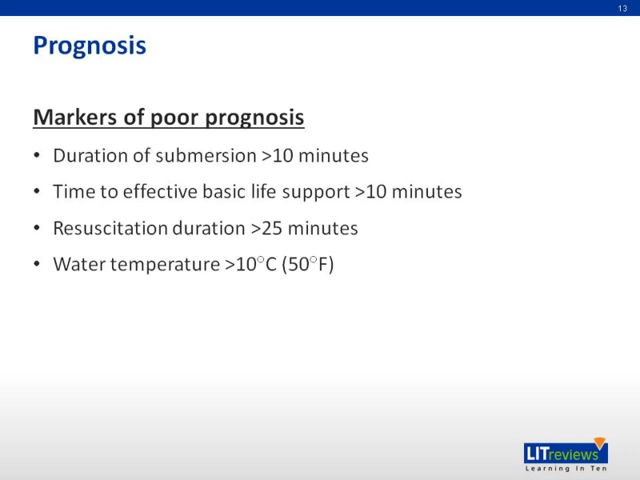 13
Prognosis
Markers of poor prognosis
• Duration of submersion >10 minutes
• Time to effective basic life support >10 minutes
• Resuscitation duration >25 minutes
• Water temperature >10°C (50°F)
LITreviews
Learning In Ten